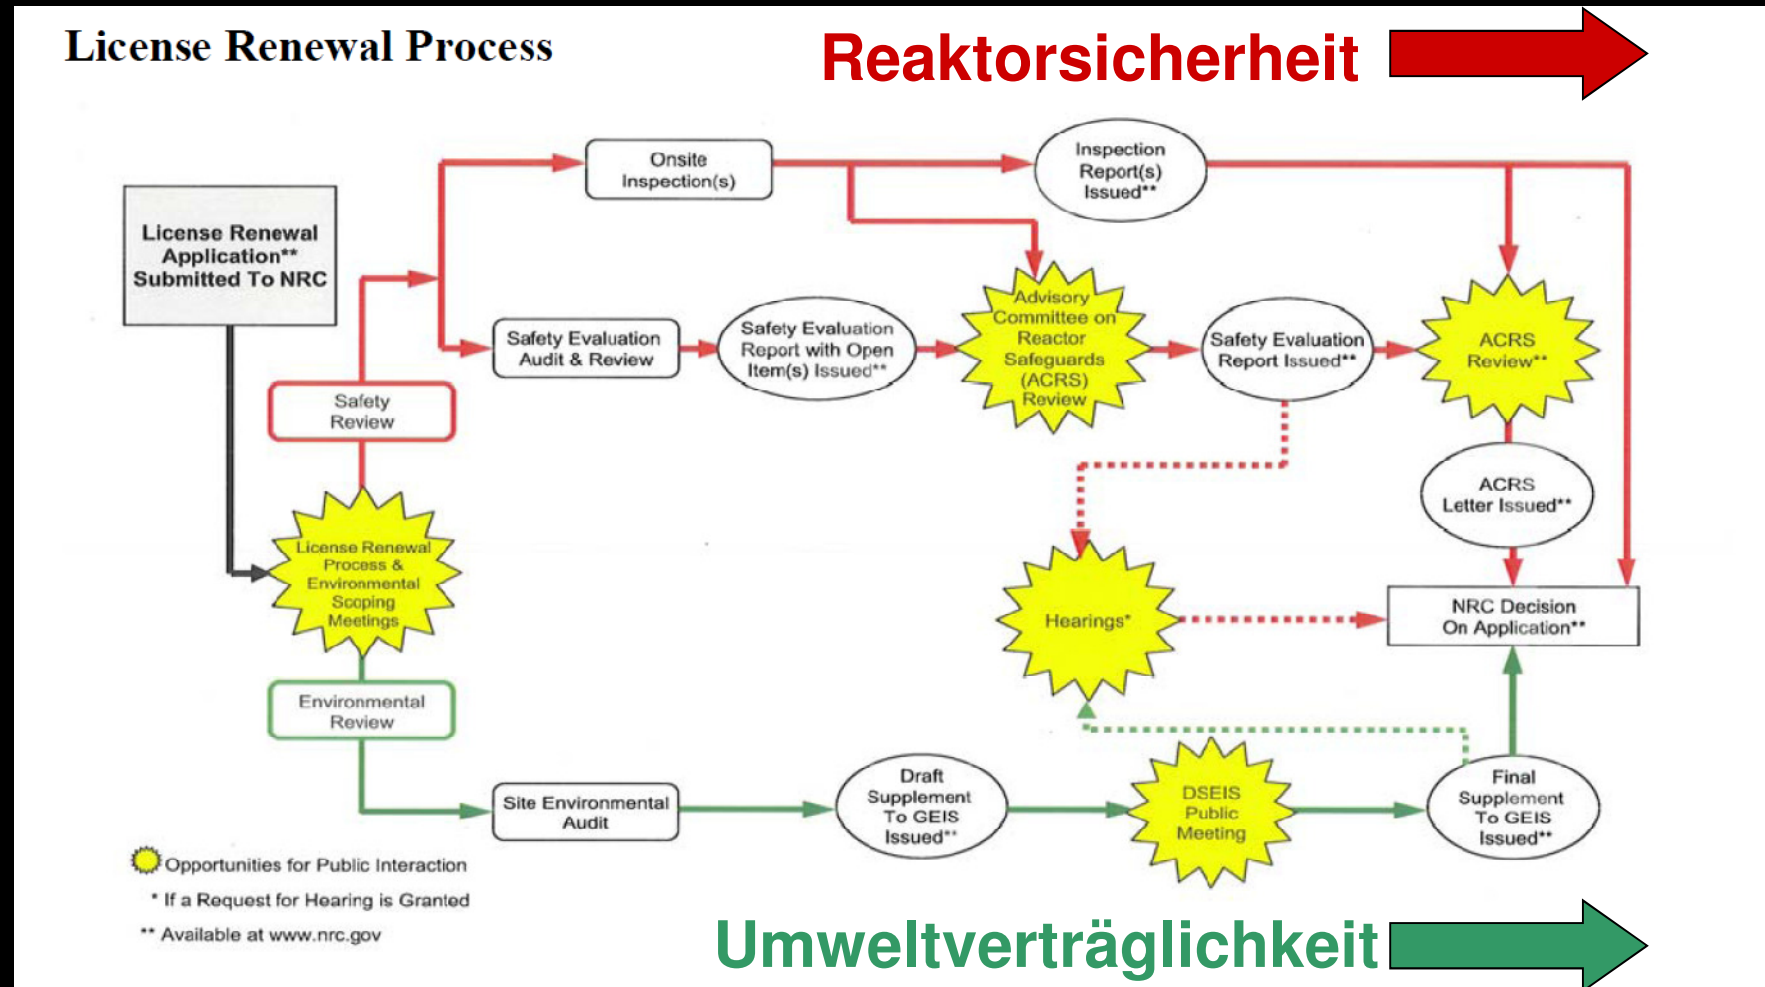 License Renewal Process
Reaktorsicherheit
Onsite
Inspection(s)
Inspection
Report(s)
Issued**
License Renewal
Application**
Submitted To NRC
Safety Evaluation
Audit & Review
Safety Evaluation
Report with Open
Item(s) Issued**
Advisory
Committee on
Reactor
Safeguards
(ACRS)
Review
Safety Evaluation
Report Issued**
ACRS
Review**
Safety
Review
ACRS
Letter Issued**
License Renewal
Process &
Environmental
Scoping
Meetings
Hearings*
NRC Decision
On Application**
Environmental
Review
Site Environmental
Audit
Draft
Supplement
To GEIS
Issued**
DSEIS
Public
Meeting
Final
Supplement
To GEIS
Issued**
Opportunities for Public Interaction
* If a Request for Hearing is Granted
** Available at www.nrc.gov
Umweltverträglichkeit